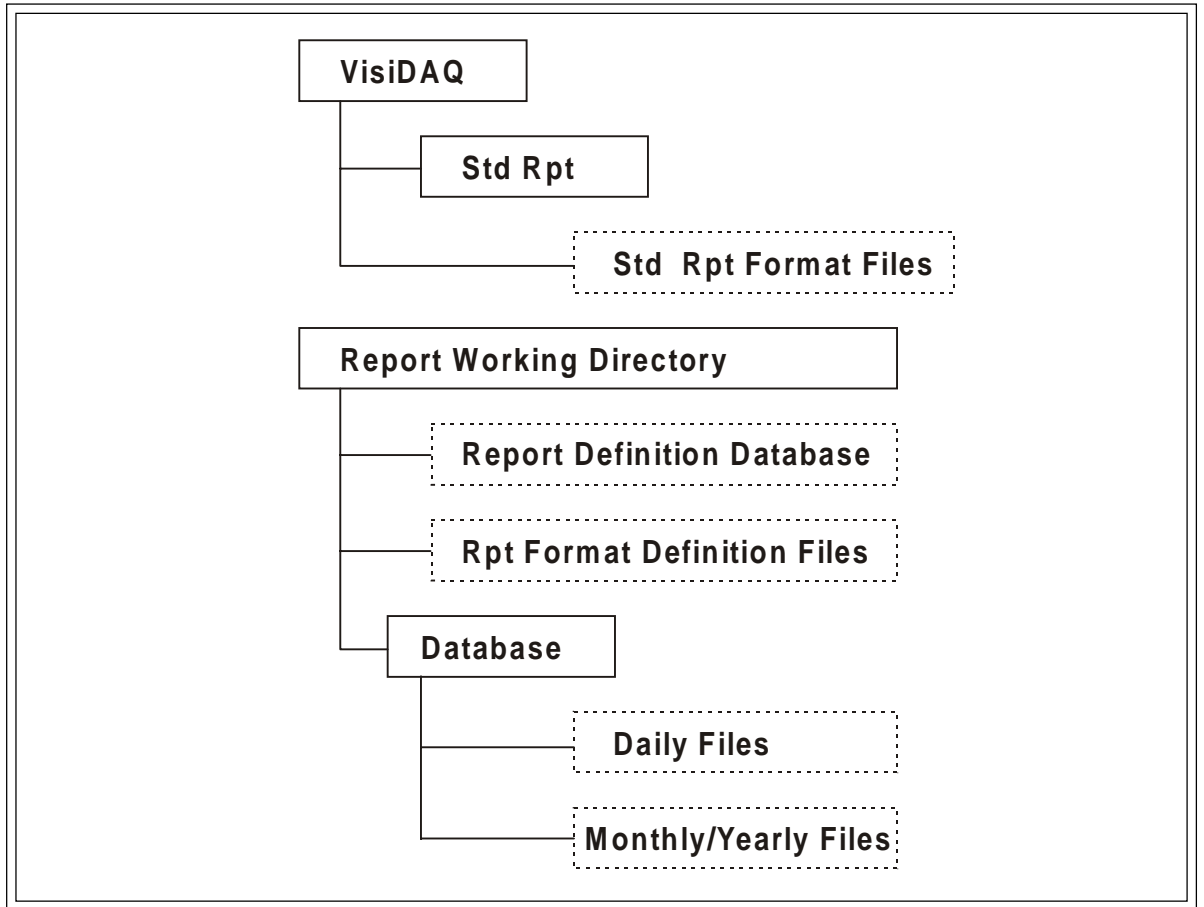 VisiDAQ
Std Rpt
Std Rpt Format Files
Report Working Directory
Report Definition Database
Rpt Format Definition Files
Database
Daily Files
Monthly/Yearly Files